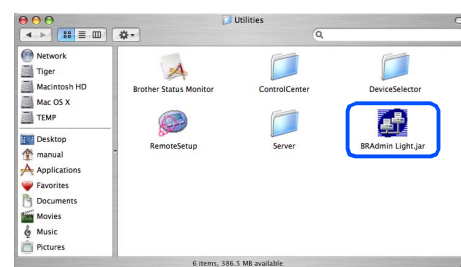 Utilities
Network
Tiger
Macintosh HD
Mac OS X
TEMP
Desktop
manual
Applications
Favorites
Documents
Movies
Music
Pictures
Brother Status Monitor
ControlCenter
DeviceSelector
RemoteSetup
Server
BRAdmin Light.jar
6 items, 386.5 MB available